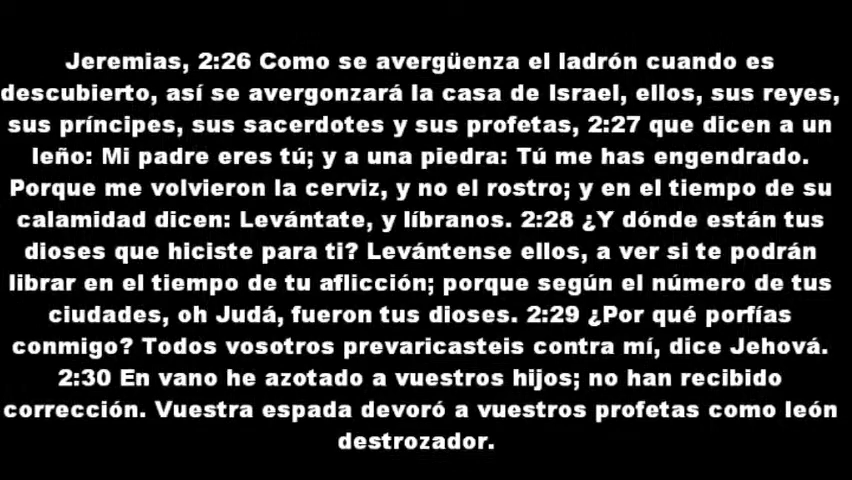 Jeremias, 2:26 Como se avergüenza el ladrón cuando es
descubierto, así se avergonzará la casa de Israel, ellos, sus reyes,
sus príncipes, sus sacerdotes y sus profetas, 2:27 que dicen a un
leño: Mi padre eres tú; y a una piedra: Tú me has engendrado.
Porque me volvieron la cerviz, y no el rostro; y en el tiempo de su
calamidad dicen: Levántate, y líbranos. 2:28 ¿Y dónde están tus
dioses que hiciste para ti? Levántense ellos, a ver si te podrán
librar en el tiempo de tu aflicción; porque según el número de tus
ciudades, oh Judá, fueron tus dioses. 2:29 ¿Por qué porfías
conmigo? Todos vosotros prevaricasteis contra mí, dice Jehová.
2:30 En vano he azotado a vuestros hijos; no han recibido
corrección. Vuestra espada devoró a vuestros profetas como león
destrozador.